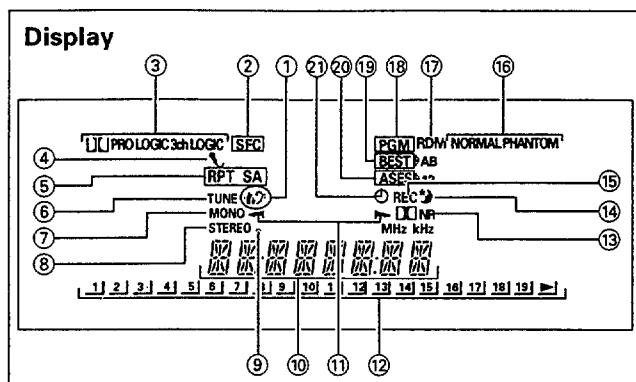 Display
③ ② ① ㉑ ⑳ ⑲ ⑱ ⑰ ⑯
PRO LOGIC 3ch LOGIC SFC PGM RDM NORMAL PHANTOM
④ BEST AB
⑤ RPT SA ASES ⑮
⑥ TUNE REC ⑭
⑦ MONO NR ⑬
⑧ STEREO MHz kHz
1 2 3 4 5 6 7 8 9 10 1 12 13 14 15 16 17 18 19
⑨ ⑩ ⑪ ⑫